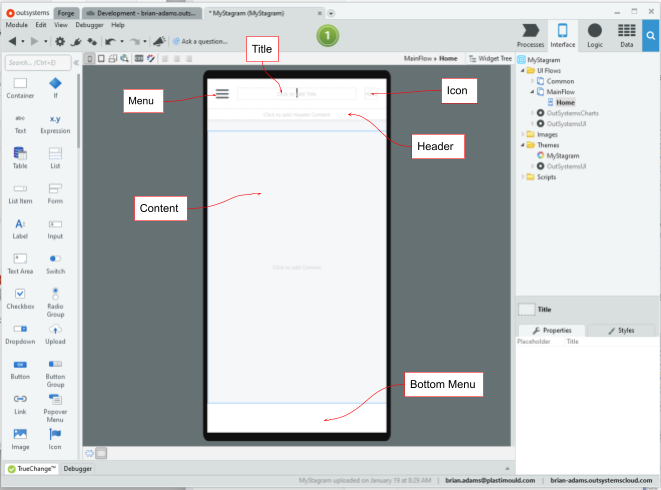 outsystems Forge Development - brian-adams.outs... * MyStagram (MyStagram)
Module Edit View Debugger Help
1
Ask a question...
Processes Interface Logic Data
Search... (Ctrl+E)
MainFlow ▸ Home
Widget Tree
Container If
Text Expression
Table List
List Item Form
Label Input
Text Area Switch
Checkbox Radio Group
Dropdown Upload
Button Button Group
Link Popover Menu
Image Icon
Title
Menu
Icon
Click to add Title
Click to add Header Content
Header
Content
Click to add Content
Bottom Menu
MyStagram
UI Flows
Common
MainFlow
Home
OutSystemsCharts
OutSystemsUI
Images
Themes
MyStagram
OutSystemsUI
Scripts
Title
Properties Styles
Placeholder Title
TrueChange™ Debugger
MyStagram uploaded on January 19 at 8:29 AM | brian.adams@plastimould.com | brian-adams.outsystemscloud.com